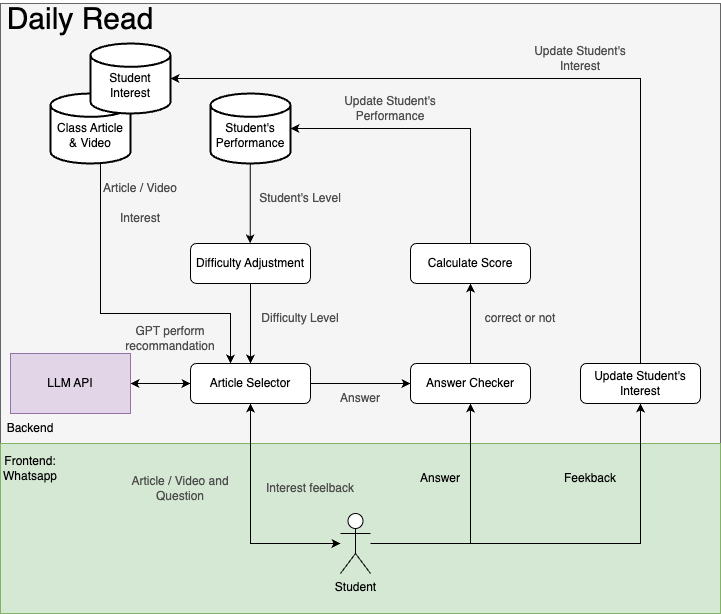 Daily Read
Update Student's
Interest
Student
Interest
Update Student's
Performance
Class Article
& Video
Student's
Performance
Article / Video
Interest
Student's Level
Difficulty Adjustment
Calculate Score
Difficulty Level
correct or not
GPT perform
recommandation
LLM API
Article Selector
Answer
Answer Checker
Update Student's
Interest
Backend
Frontend:
Whatsapp
Article / Video and
Question
Interest feelback
Answer
Feekback
Student